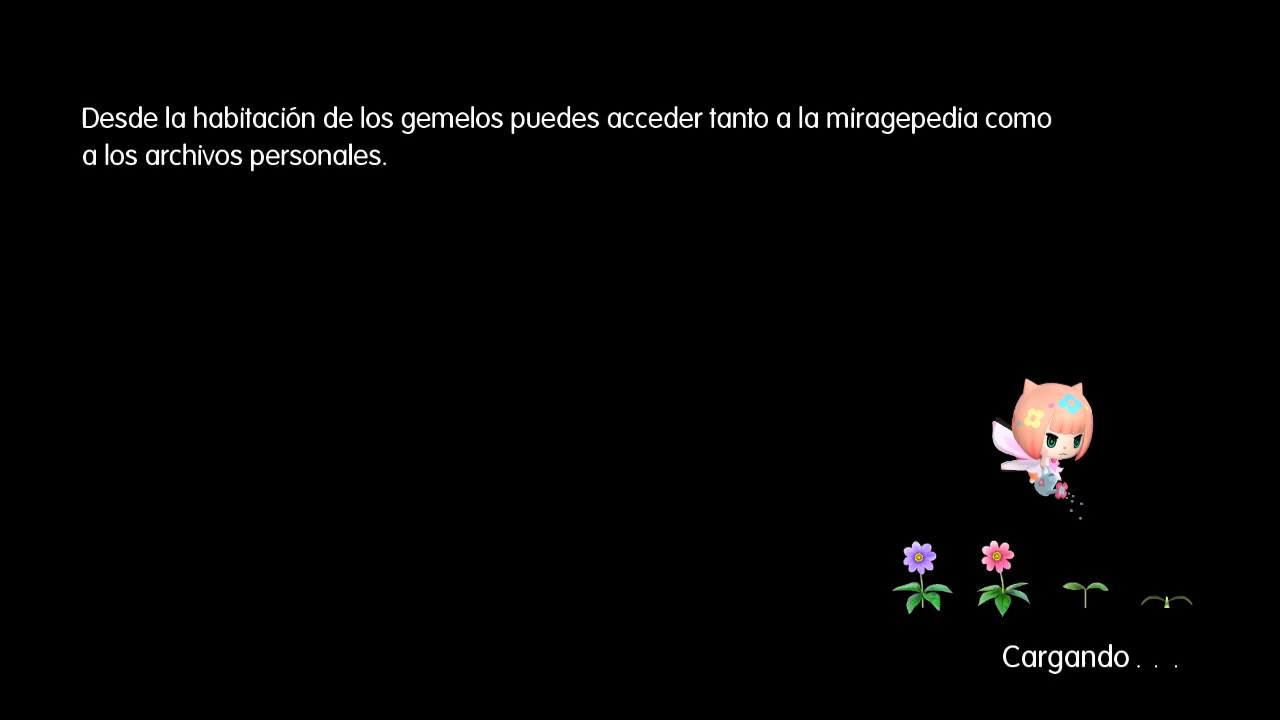 Desde la habitación de los gemelos puedes acceder tanto a la miragepedia como
a los archivos personales.
Cargando . . .